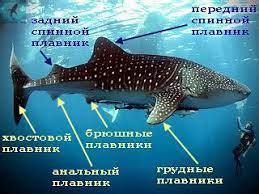 задний
спинной
плавник
передний
спинной
плавник
хвостовой
плавник
брюшные
плавники
анальный
плавник
грудные
плавники